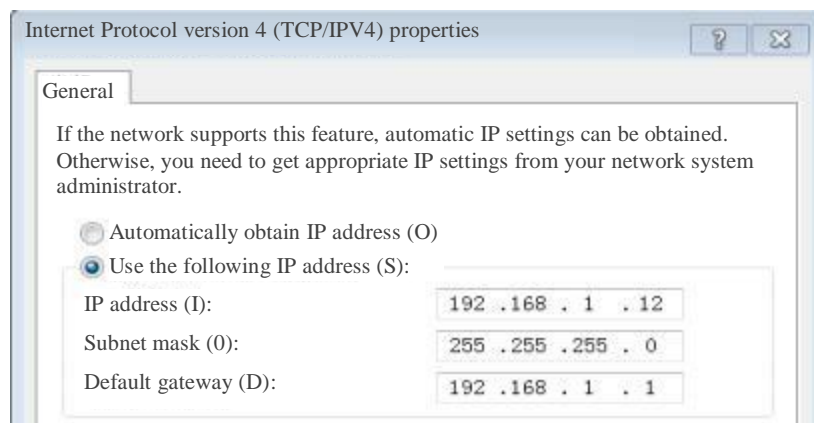 Internet Protocol version 4 (TCP/IPV4) properties
General
If the network supports this feature, automatic IP settings can be obtained.
Otherwise, you need to get appropriate IP settings from your network system
administrator.
Automatically obtain IP address (O)
Use the following IP address (S):
IP address (I): 192 .168 . 1 . 12
Subnet mask (0): 255 .255 .255 . 0
Default gateway (D): 192 .168 . 1 . 1